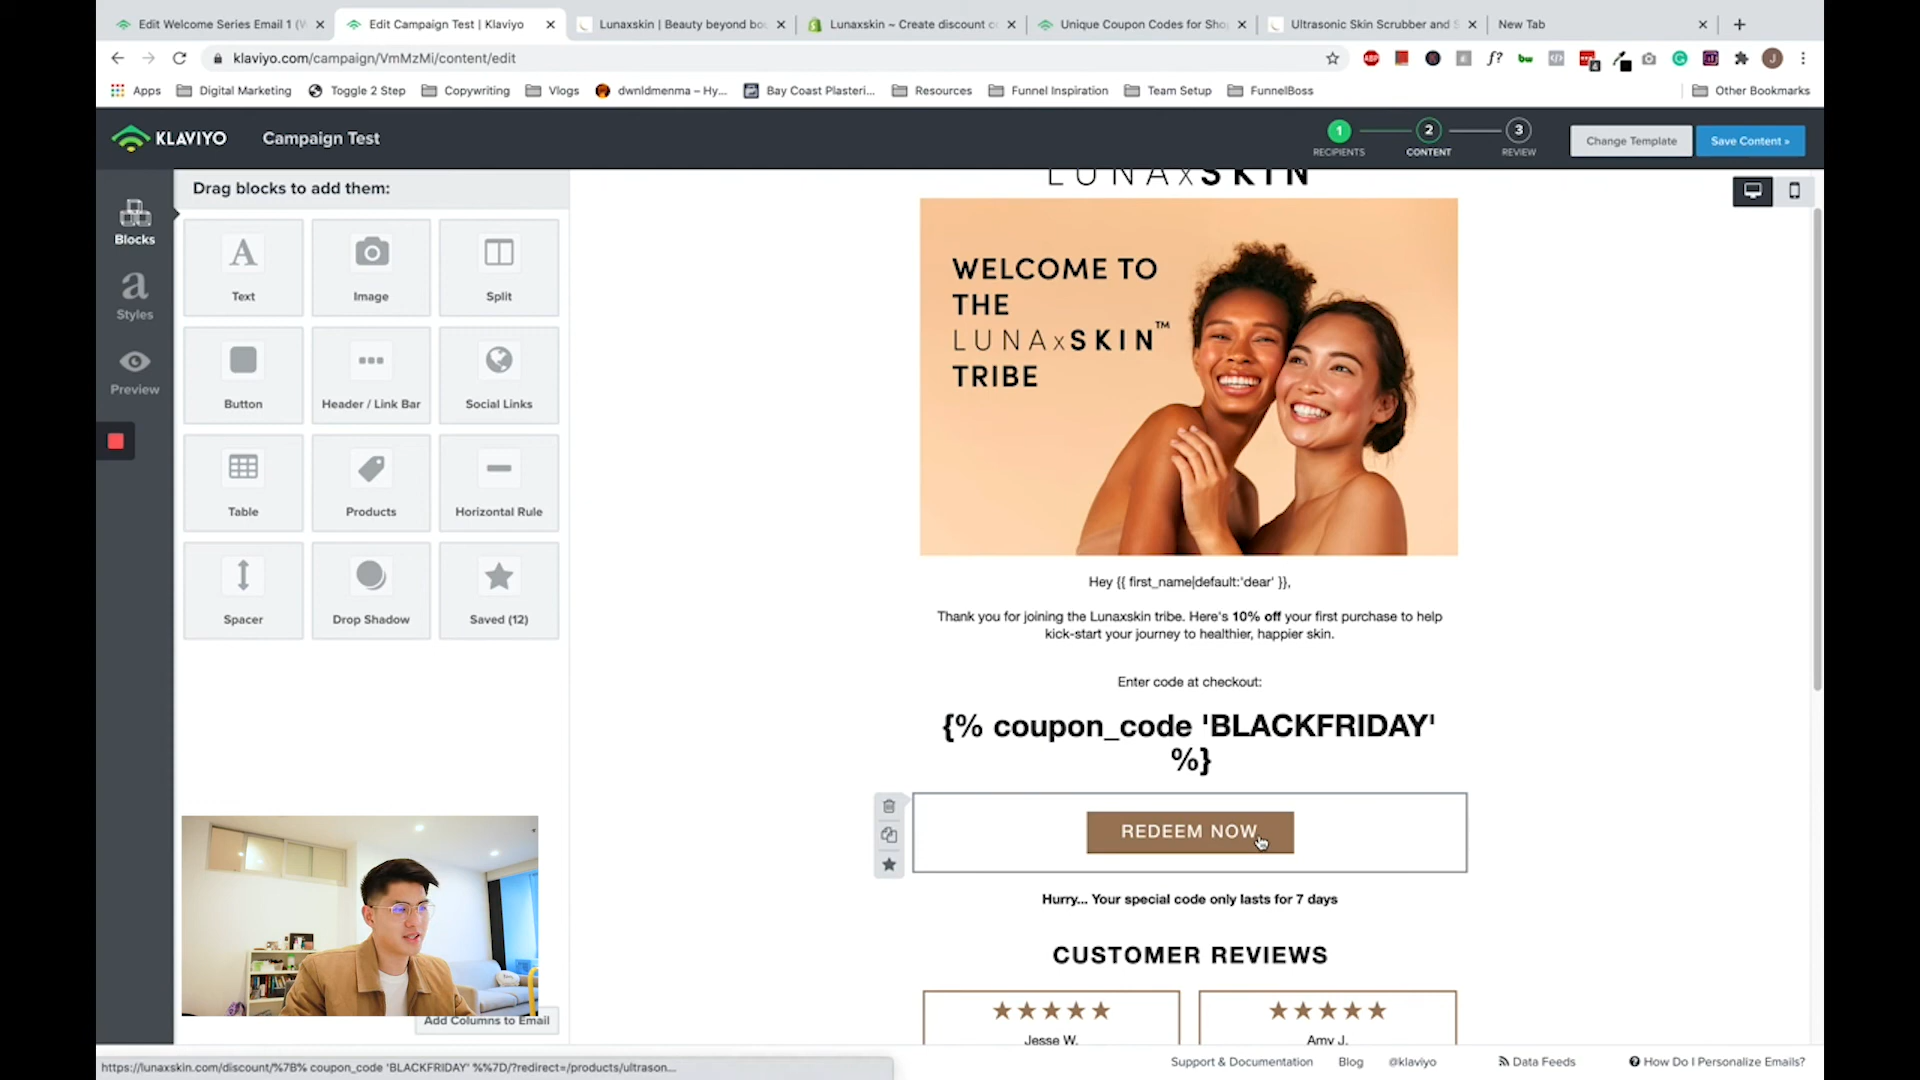 Edit Welcome Series Email 1 (W
Edit Campaign Test | Klaviyo
Lunaxskin | Beauty beyond bo
Lunaxskin ~ Create discount c
Unique Coupon Codes for Sho
Ultrasonic Skin Scrubber and S
New Tab
klaviyo.com/campaign/VmMzMi/content/edit
Apps
Digital Marketing
Toggle 2 Step
Copywriting
Vlogs
dwnldmenma – Hy...
Bay Coast Plasteri...
Resources
Funnel Inspiration
Team Setup
FunnelBoss
Other Bookmarks
KLAVIYO
Campaign Test
1
RECIPIENTS
2
CONTENT
3
REVIEW
Change Template
Save Content »
Blocks
Styles
Preview
Drag blocks to add them:
Text
Image
Split
Button
Header / Link Bar
Social Links
Table
Products
Horizontal Rule
Spacer
Drop Shadow
Saved (12)
Add Columns to Email
LUNAxSKIN
WELCOME TO
THE
LUNAxSKIN™
TRIBE
Hey {{ first_name|default:'dear' }},
Thank you for joining the Lunaxskin tribe. Here's 10% off your first purchase to help
kick-start your journey to healthier, happier skin.
Enter code at checkout:
{% coupon_code 'BLACKFRIDAY'
%}
REDEEM NOW
Hurry... Your special code only lasts for 7 days
CUSTOMER REVIEWS
Jesse W.
Amy J.
https://lunaxskin.com/discount/%7B% coupon_code 'BLACKFRIDAY' %%7D/?redirect=/products/ultrason...
Support & Documentation
Blog
@klaviyo
Data Feeds
How Do I Personalize Emails?